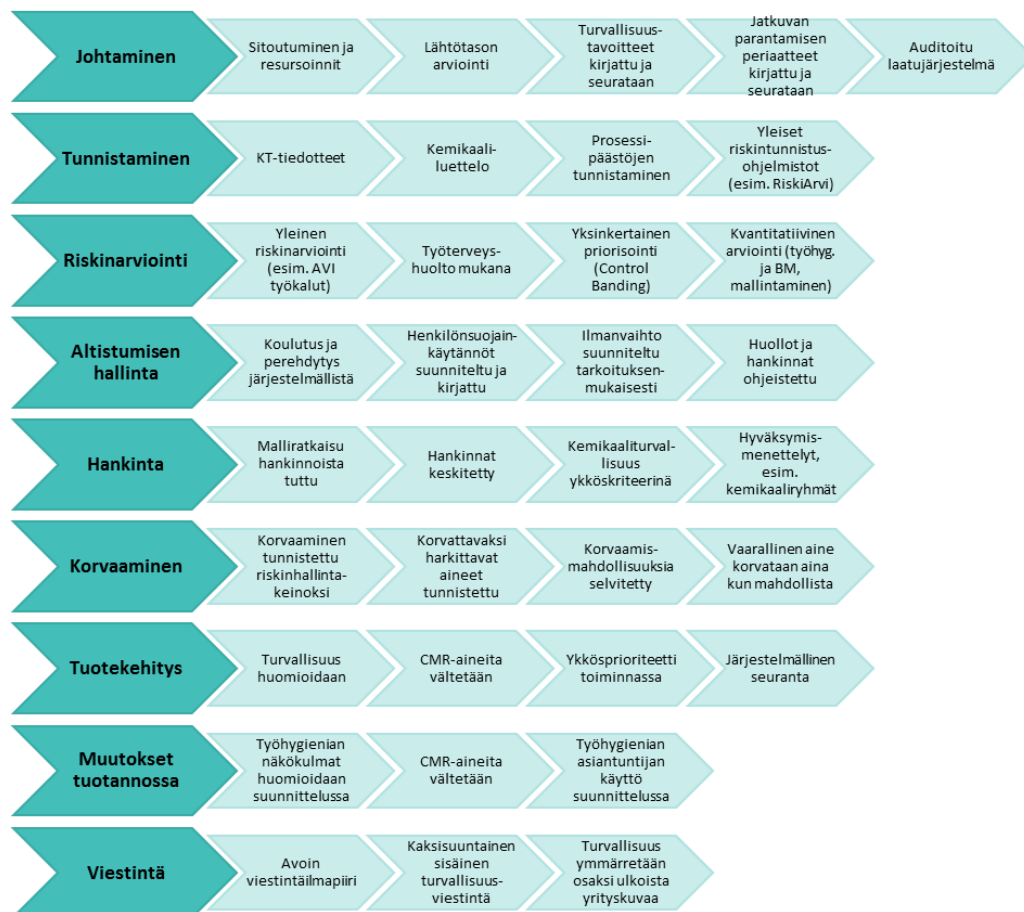 Johtaminen
Sitoutuminen ja
resursoinnit
Lähtötason
arviointi
Turvallisuus-
tavoitteet
kirjattu ja
seurataan
Jatkuvan
parantamisen
periaatteet
kirjattu ja
seurataan
Auditoitu
laatujärjestelmä
Tunnistaminen
KT-tiedotteet
Kemikaali-
luettelo
Prosessi-
päästöjen
tunnistaminen
Yleiset
riskintunnistus-
ohjelmistot
(esim. RiskiArvi)
Riskinarviointi
Yleinen
riskinarviointi
(esim. AVI
työkalut)
Työterveys-
huolto mukana
Yksinkertainen
priorisointi
(Control
Banding)
Kvantitatiivinen
arviointi (työhyg.
ja BM,
mallintaminen)
Altistumisen
hallinta
Koulutus ja
perehdytys
järjestelmällistä
Henkilönsuojain-
käytännöt
suunniteltu ja
kirjattu
Ilmanvaihto
suunniteltu
tarkoituksen-
mukaisesti
Huollot ja
hankinnat
ohjeistettu
Hankinta
Malliratkaisu
hankinnoista
tuttu
Hankinnat
keskitetty
Kemikaaliturval-
lisuus
ykköskriteerinä
Hyväksymis-
menettelyt,
esim.
kemikaaliryhmät
Korvaaminen
Korvaaminen
tunnistettu
riskinhallinta-
keinoksi
Korvattavaksi
harkittavat
aineet
tunnistettu
Korvaamis-
mahdollisuuksia
selvitetty
Vaarallinen aine
korvataan aina
kun mahdollista
Tuotekehitys
Turvallisuus
huomioidaan
CMR-aineita
vältetään
Ykkösprioriteetti
toiminnassa
Järjestelmällinen
seuranta
Muutokset
tuotannossa
Työhygienian
näkökulmat
huomioidaan
suunnittelussa
CMR-aineita
vältetään
Työhygienian
asiantuntijan
käyttö
suunnittelussa
Viestintä
Avoin
viestintäilmapiiri
Kaksisuuntainen
sisäinen
turvallisuus-
viestintä
Turvallisuus
ymmärretään
osaksi ulkoista
yrityskuvaa